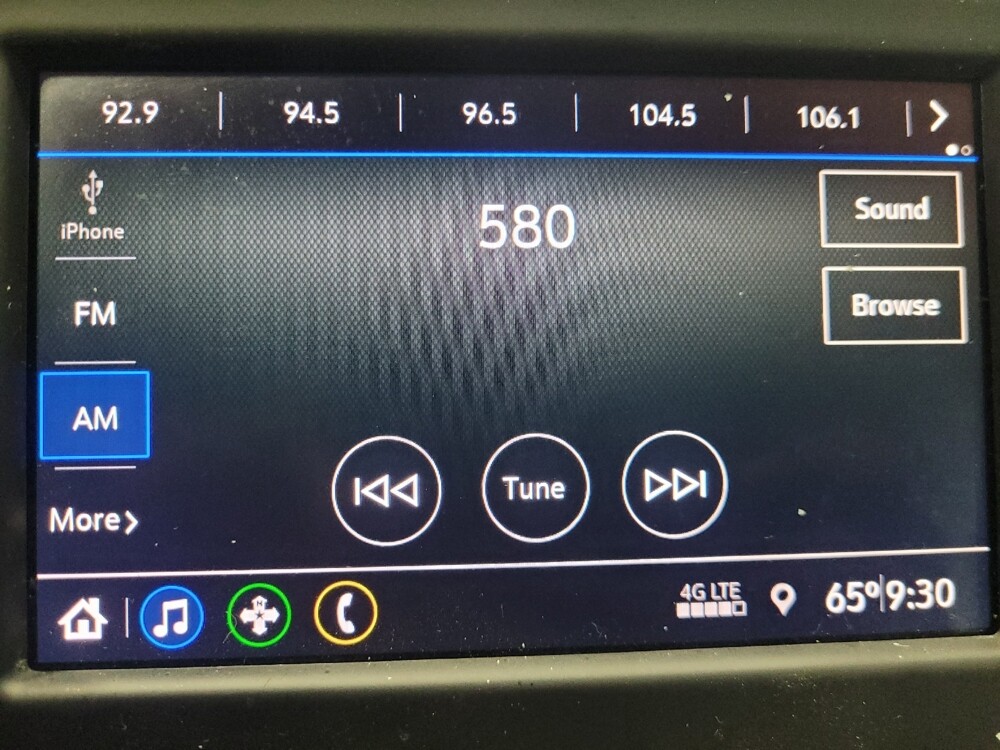 92.9 94.5 96.5 104.5 106.1
iPhone
580
Sound
FM
Browse
AM
Tune
More
4G LTE
65° 9:30